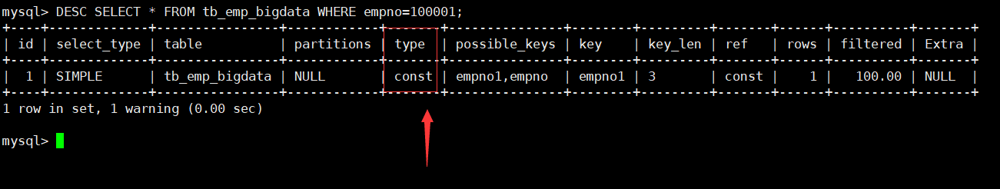 mysql> DESC SELECT * FROM tb_emp_bigdata WHERE empno=100001;
+----+-------------+----------------+------------+-------+---------------+--------+---------+-------+------+----------+-------+
| id | select_type | table          | partitions | type  | possible_keys | key    | key_len | ref   | rows | filtered | Extra |
+----+-------------+----------------+------------+-------+---------------+--------+---------+-------+------+----------+-------+
|  1 | SIMPLE      | tb_emp_bigdata | NULL       | const | empno1,empno  | empno1 | 3       | const |    1 |   100.00 | NULL  |
+----+-------------+----------------+------------+-------+---------------+--------+---------+-------+------+----------+-------+
1 row in set, 1 warning (0.00 sec)
mysql>